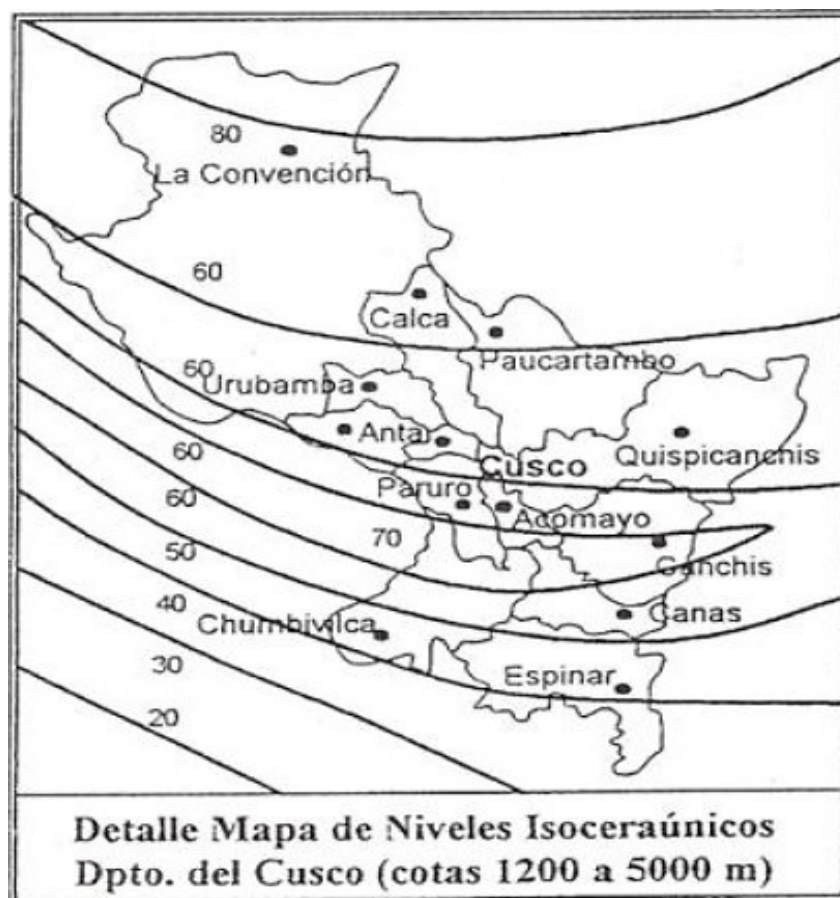 80
La Convención
60
Calca
Paucartambo
60
Urubamba
Anta
60
Cusco
Quispicanchis
Paruro
60
Acomayo
70
Canchis
50
40
Chumbivilca
Canas
30
Espinar
20
Detalle Mapa de Niveles Isoceraúnicos
Dpto. del Cusco (cotas 1200 a 5000 m)